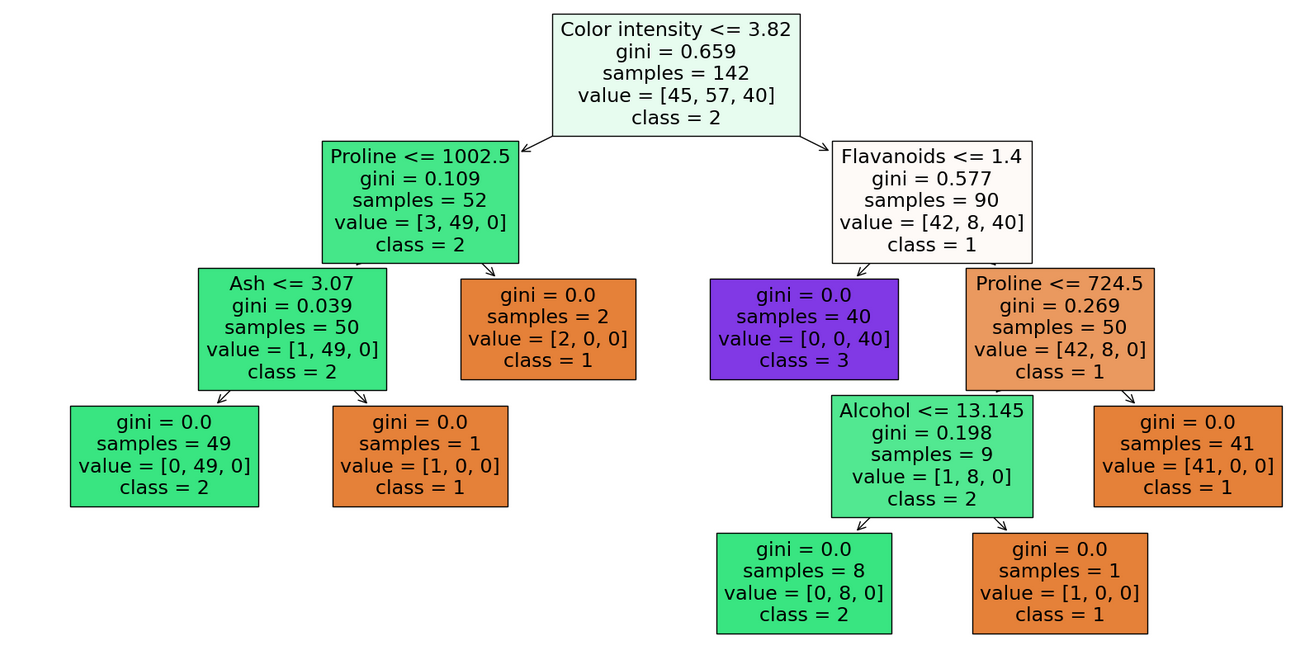 Color intensity <= 3.82
gini = 0.659
samples = 142
value = [45, 57, 40]
class = 2
Proline <= 1002.5
gini = 0.109
samples = 52
value = [3, 49, 0]
class = 2
Flavanoids <= 1.4
gini = 0.577
samples = 90
value = [42, 8, 40]
class = 1
Ash <= 3.07
gini = 0.039
samples = 50
value = [1, 49, 0]
class = 2
gini = 0.0
samples = 2
value = [2, 0, 0]
class = 1
gini = 0.0
samples = 40
value = [0, 0, 40]
class = 3
Proline <= 724.5
gini = 0.269
samples = 50
value = [42, 8, 0]
class = 1
gini = 0.0
samples = 49
value = [0, 49, 0]
class = 2
gini = 0.0
samples = 1
value = [1, 0, 0]
class = 1
Alcohol <= 13.145
gini = 0.198
samples = 9
value = [1, 8, 0]
class = 2
gini = 0.0
samples = 41
value = [41, 0, 0]
class = 1
gini = 0.0
samples = 8
value = [0, 8, 0]
class = 2
gini = 0.0
samples = 1
value = [1, 0, 0]
class = 1